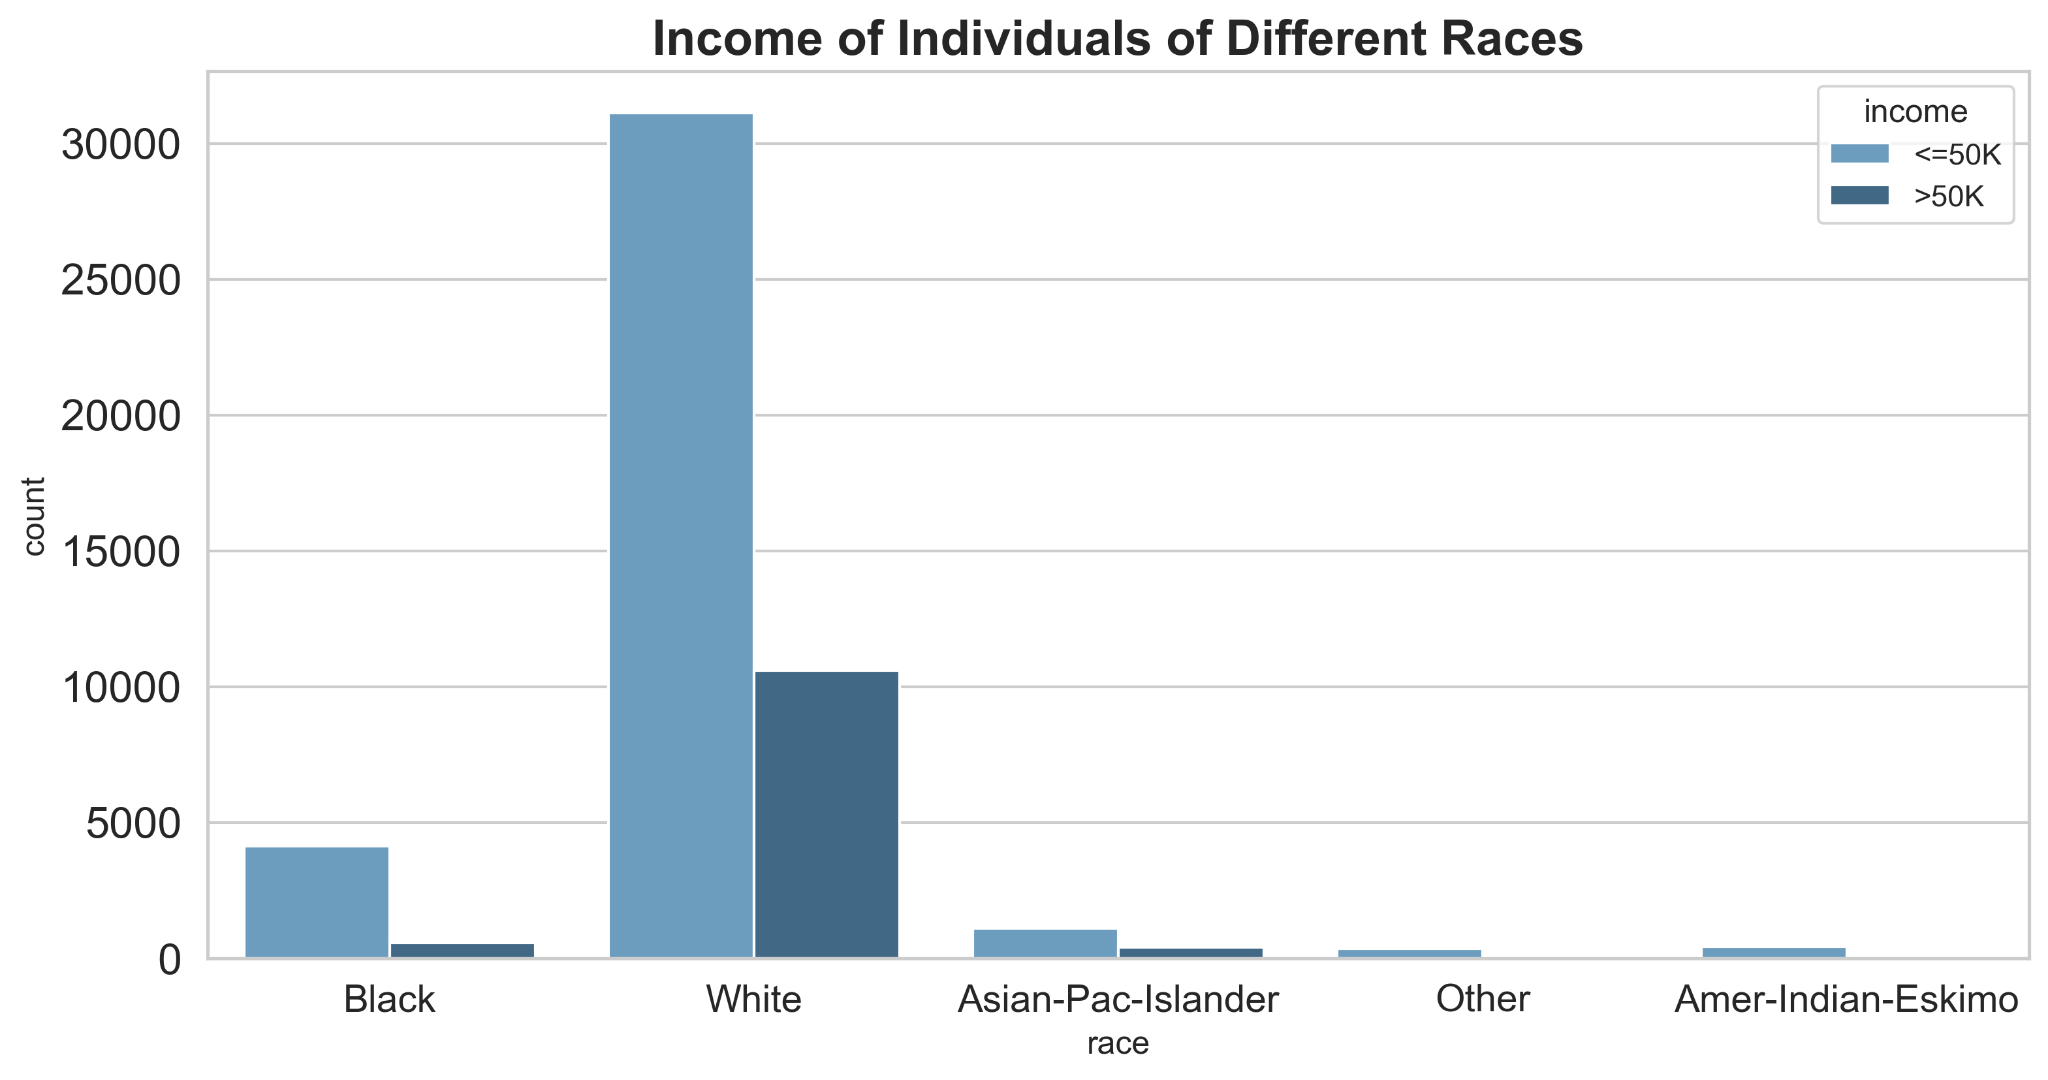 Income of Individuals of Different Races
income
<=50K
>50K
30000
25000
20000
15000
10000
5000
0
count
Black
White
Asian-Pac-Islander
Other
Amer-Indian-Eskimo
race